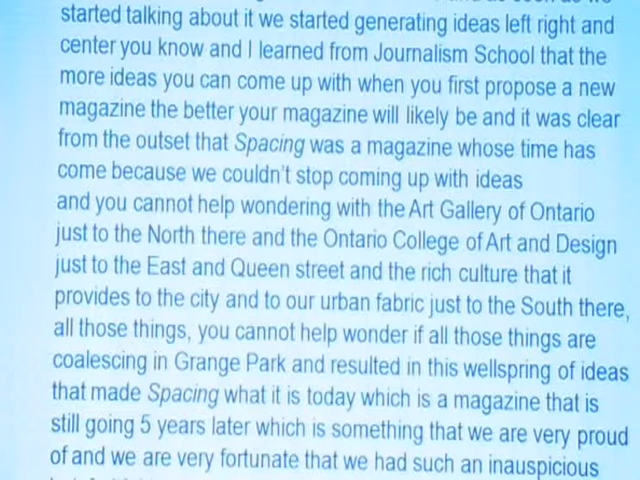 started talking about it we started generating ideas left right and
center you know and I learned from Journalism School that the
more ideas you can come up with when you first propose a new
magazine the better your magazine will likely be and it was clear
from the outset that Spacing was a magazine whose time has
come because we couldn't stop coming up with ideas
and you cannot help wondering with the Art Gallery of Ontario
just to the North there and the Ontario College of Art and Design
just to the East and Queen street and the rich culture that it
provides to the city and to our urban fabric just to the South there,
all those things, you cannot help wonder if all those things are
coalescing in Grange Park and resulted in this wellspring of ideas
that made Spacing what it is today which is a magazine that is
still going 5 years later which is something that we are very proud
of and we are very fortunate that we had such an inauspicious